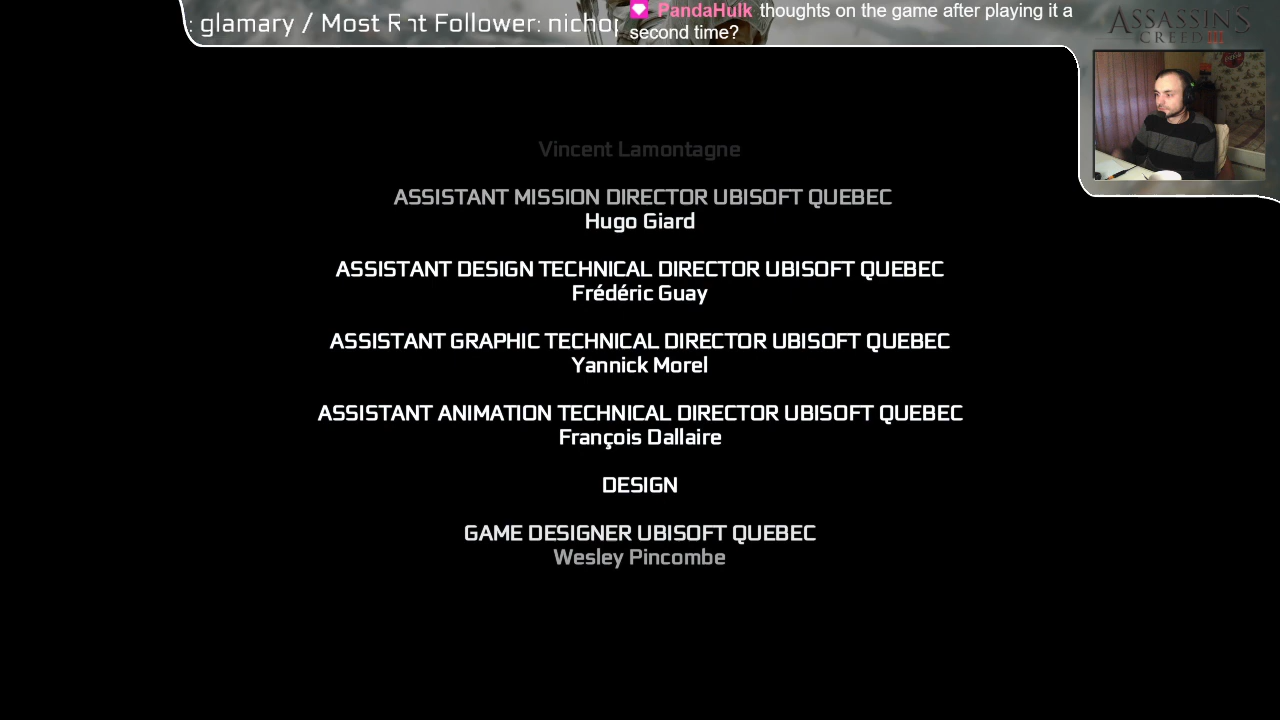 : glamary / Most R nt Follower: nicho
PandaHulk thoughts on the game after playing it a
second time?
ASSASSIN'S
CREED III
Vincent Lamontagne
ASSISTANT MISSION DIRECTOR UBISOFT QUEBEC
Hugo Giard
ASSISTANT DESIGN TECHNICAL DIRECTOR UBISOFT QUEBEC
Frédéric Guay
ASSISTANT GRAPHIC TECHNICAL DIRECTOR UBISOFT QUEBEC
Yannick Morel
ASSISTANT ANIMATION TECHNICAL DIRECTOR UBISOFT QUEBEC
François Dallaire
DESIGN
GAME DESIGNER UBISOFT QUEBEC
Wesley Pincombe